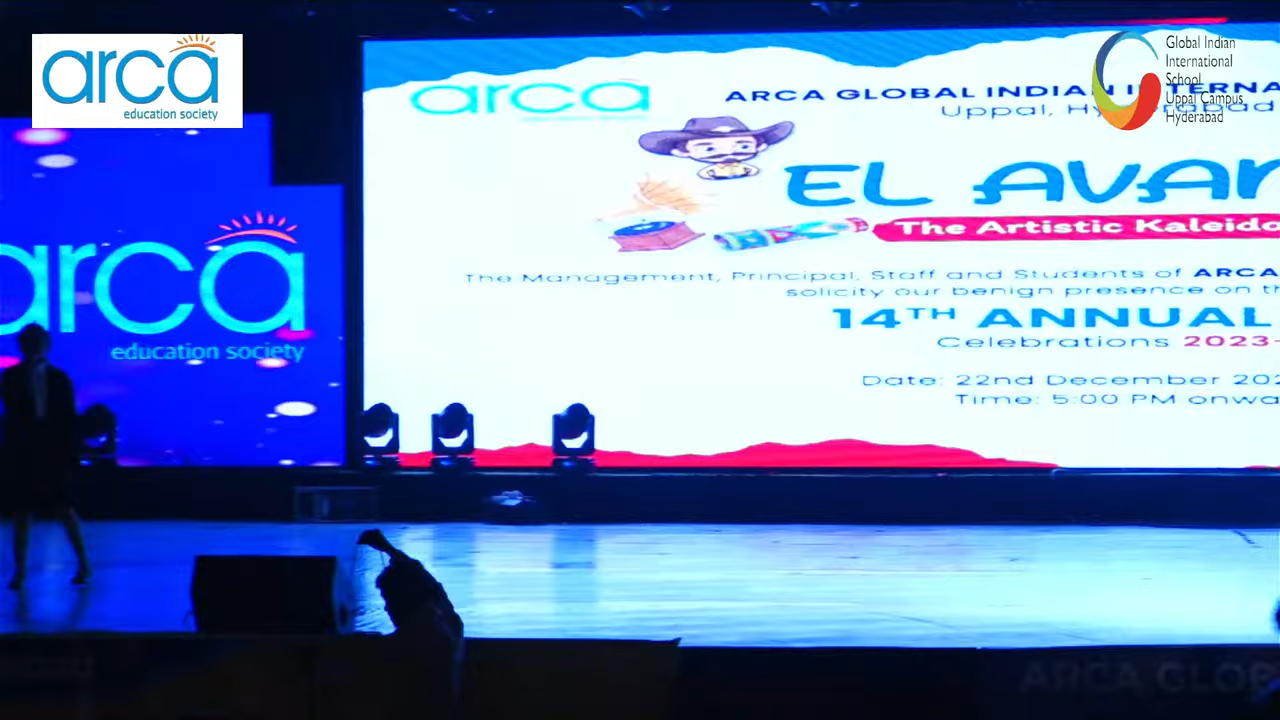 arca
education society
Global Indian
International
School
Uppal Campus
Hyderabad
arca
education society
arca
ARCA GLOBAL INDIAN
Uppal,
EL
The Artistic
The Management, Principal, Staff and Students of ARCA
solicity our benign presence on
14TH ANNUAL
Celebrations 2023-
Date: 22nd December
Time: 5:00 PM
ARCA